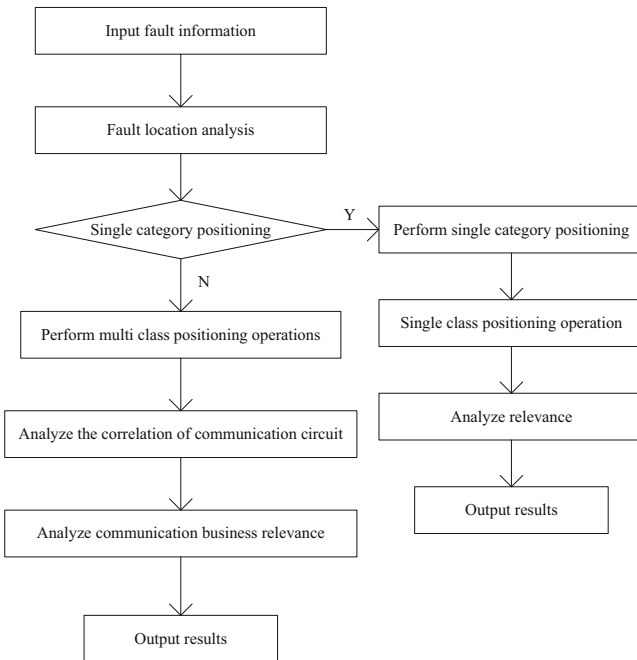 Input fault information
Fault location analysis
Single category positioning
Y
Perform single category positioning
N
Single class positioning operation
Perform multi class positioning operations
Analyze relevance
Analyze the correlation of communication circuit
Output results
Analyze communication business relevance
Output results